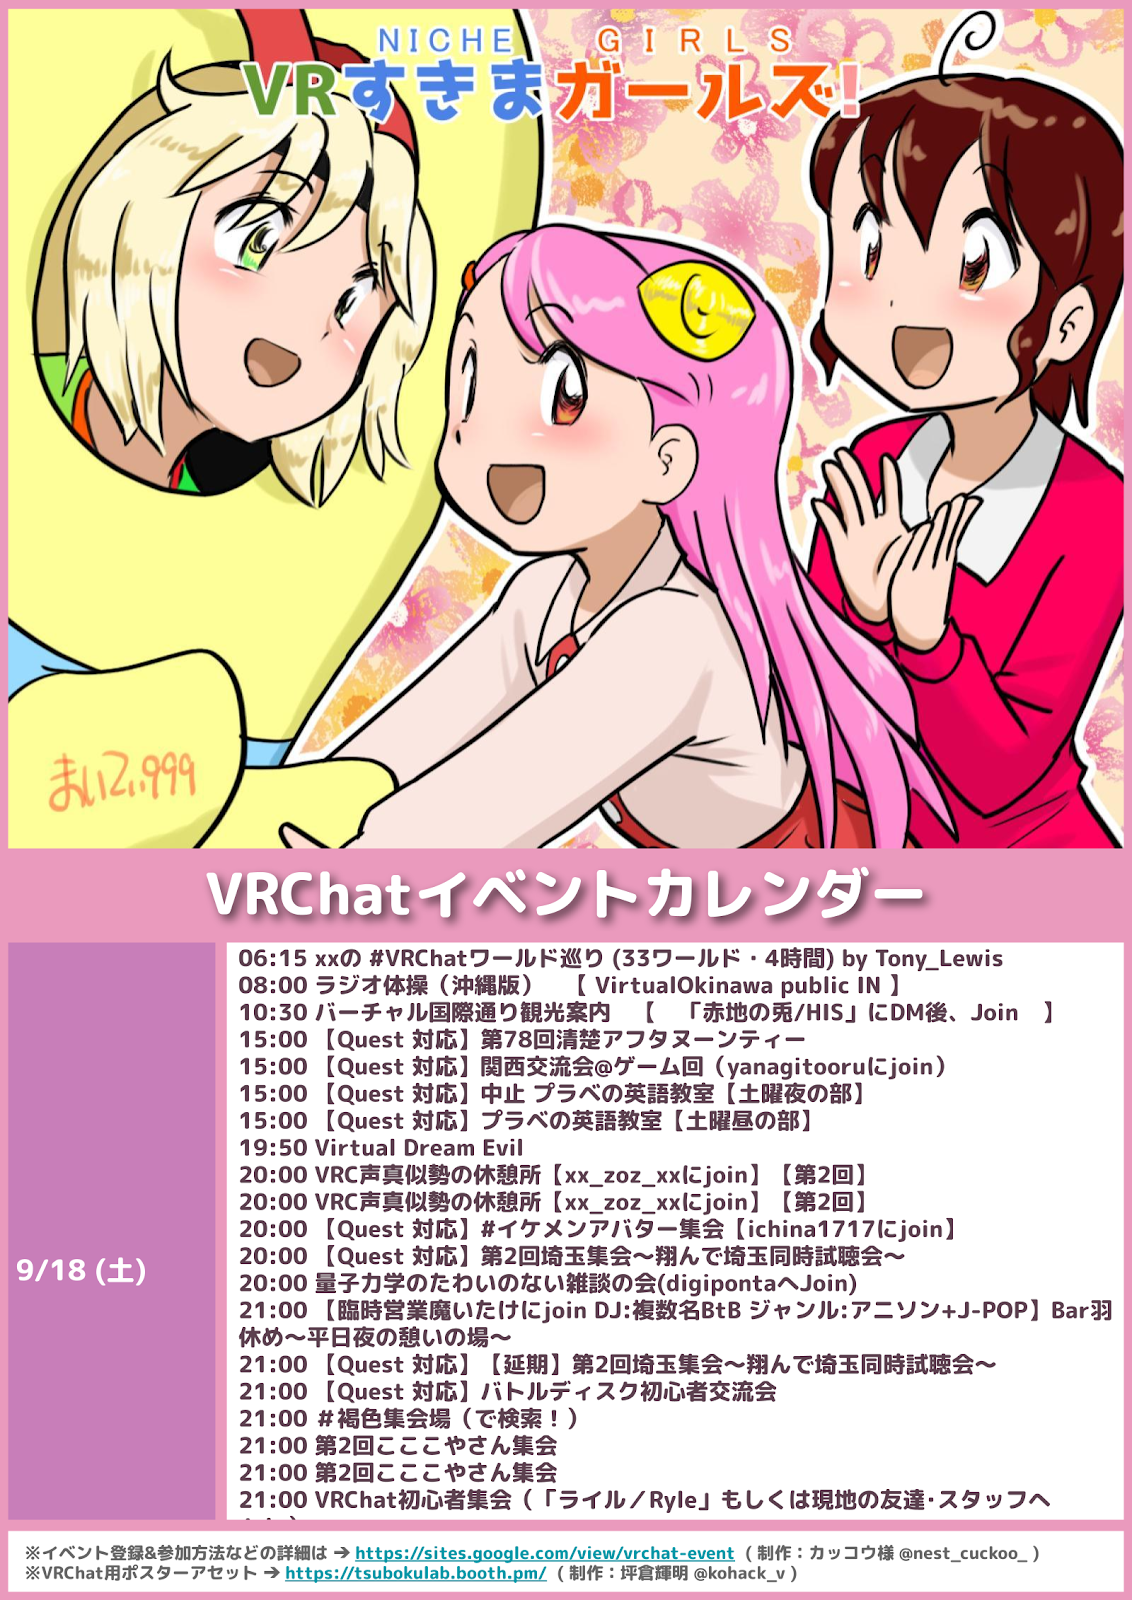 NICHE GIRLS
VRすきまガールズ!
まいてぃ999
VRChatイベントカレンダー
9/18 (土)
06:15 xxの #VRChatワールド巡り (33ワールド・4時間) by Tony_Lewis
08:00 ラジオ体操（沖縄版）　【 VirtualOkinawa public IN 】
10:30 バーチャル国際通り観光案内　【　「赤地の兎/HIS」にDM後、Join　】
15:00 【Quest 対応】第78回清楚アフタヌーンティー
15:00 【Quest 対応】関西交流会@ゲーム回（yanagitooruにjoin）
15:00 【Quest 対応】中止 プラベの英語教室【土曜夜の部】
15:00 【Quest 対応】プラベの英語教室【土曜昼の部】
19:50 Virtual Dream Evil
20:00 VRC声真似勢の休憩所【xx_zoz_xxにjoin】【第2回】
20:00 VRC声真似勢の休憩所【xx_zoz_xxにjoin】【第2回】
20:00 【Quest 対応】#イケメンアバター集会【ichina1717にjoin】
20:00 【Quest 対応】第2回埼玉集会～翔んで埼玉同時試聴会～
20:00 量子力学のたわいのない雑談の会(digipontaへJoin)
21:00 【臨時営業魔いたけにjoin DJ:複数名BtB ジャンル:アニソン+J-POP】Bar羽
休め～平日夜の憩いの場～
21:00 【Quest 対応】【延期】第2回埼玉集会～翔んで埼玉同時試聴会～
21:00 【Quest 対応】バトルディスク初心者交流会
21:00 ＃褐色集会場（で検索！）
21:00 第2回こここやさん集会
21:00 第2回こここやさん集会
21:00 VRChat初心者集会（「ライル／Ryle」もしくは現地の友達･スタッフへ
※イベント登録&参加方法などの詳細は ➔ https://sites.google.com/view/vrchat-event ( 制作：カッコウ様 @nest_cuckoo_ )
※VRChat用ポスターアセット ➔ https://tsubokulab.booth.pm/ ( 制作：坪倉輝明 @kohack_v )